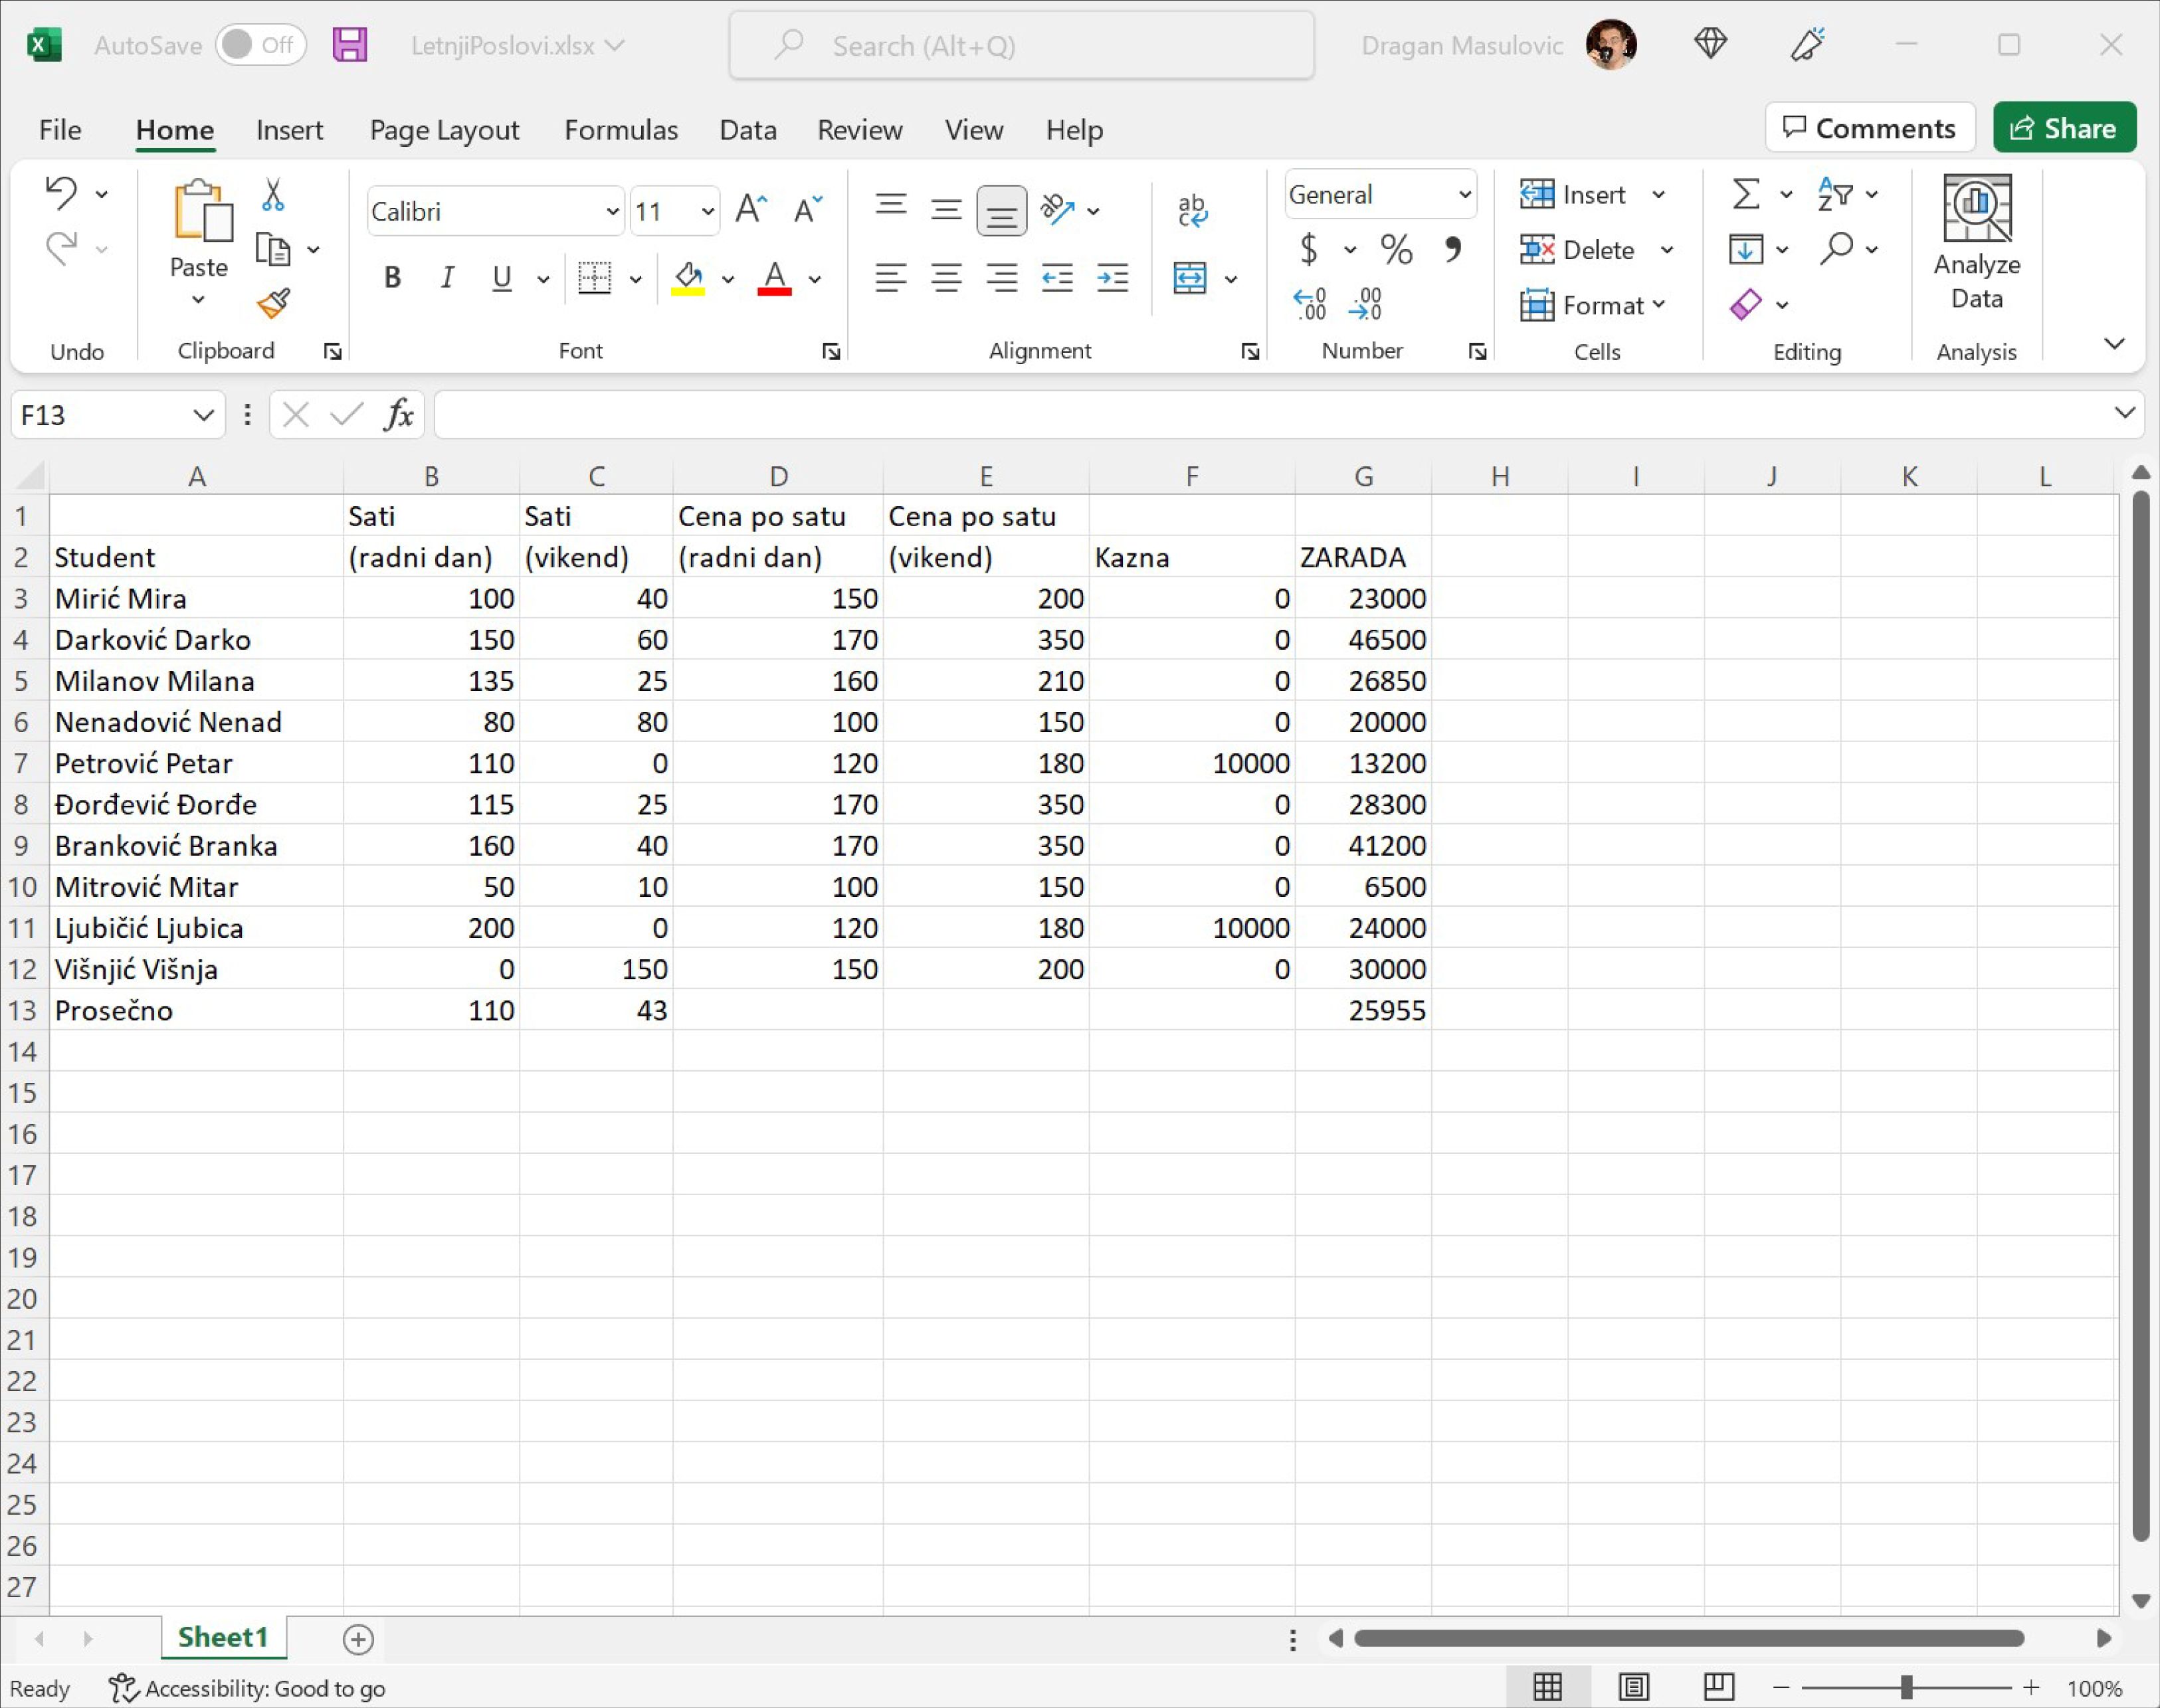 AutoSave Off LetnjiPoslovi.xlsx Search (Alt+Q) Dragan Masulovic
File Home Insert Page Layout Formulas Data Review View Help Comments Share
Paste
Calibri 11
B I U A
ab
c
General
$ % 9
Insert
Delete
Format
Analyze
Data
Undo Clipboard Font Alignment Number Cells Editing Analysis
F13 fx
A B C D E F G H I J K L
1 Sati Sati Cena po satu Cena po satu
2 Student (radni dan) (vikend) (radni dan) (vikend) Kazna ZARADA
3 Mirić Mira 100 40 150 200 0 23000
4 Darković Darko 150 60 170 350 0 46500
5 Milanov Milana 135 25 160 210 0 26850
6 Nenadović Nenad 80 80 100 150 0 20000
7 Petrović Petar 110 0 120 180 10000 13200
8 Đorđević Đorđe 115 25 170 350 0 28300
9 Branković Branka 160 40 170 350 0 41200
10 Mitrović Mitar 50 10 100 150 0 6500
11 Ljubičić Ljubica 200 0 120 180 10000 24000
12 Višnjić Višnja 0 150 150 200 0 30000
13 Prosečno 110 43 25955
14
15
16
17
18
19
20
21
22
23
24
25
26
27
Sheet1
Ready Accessibility: Good to go 100%